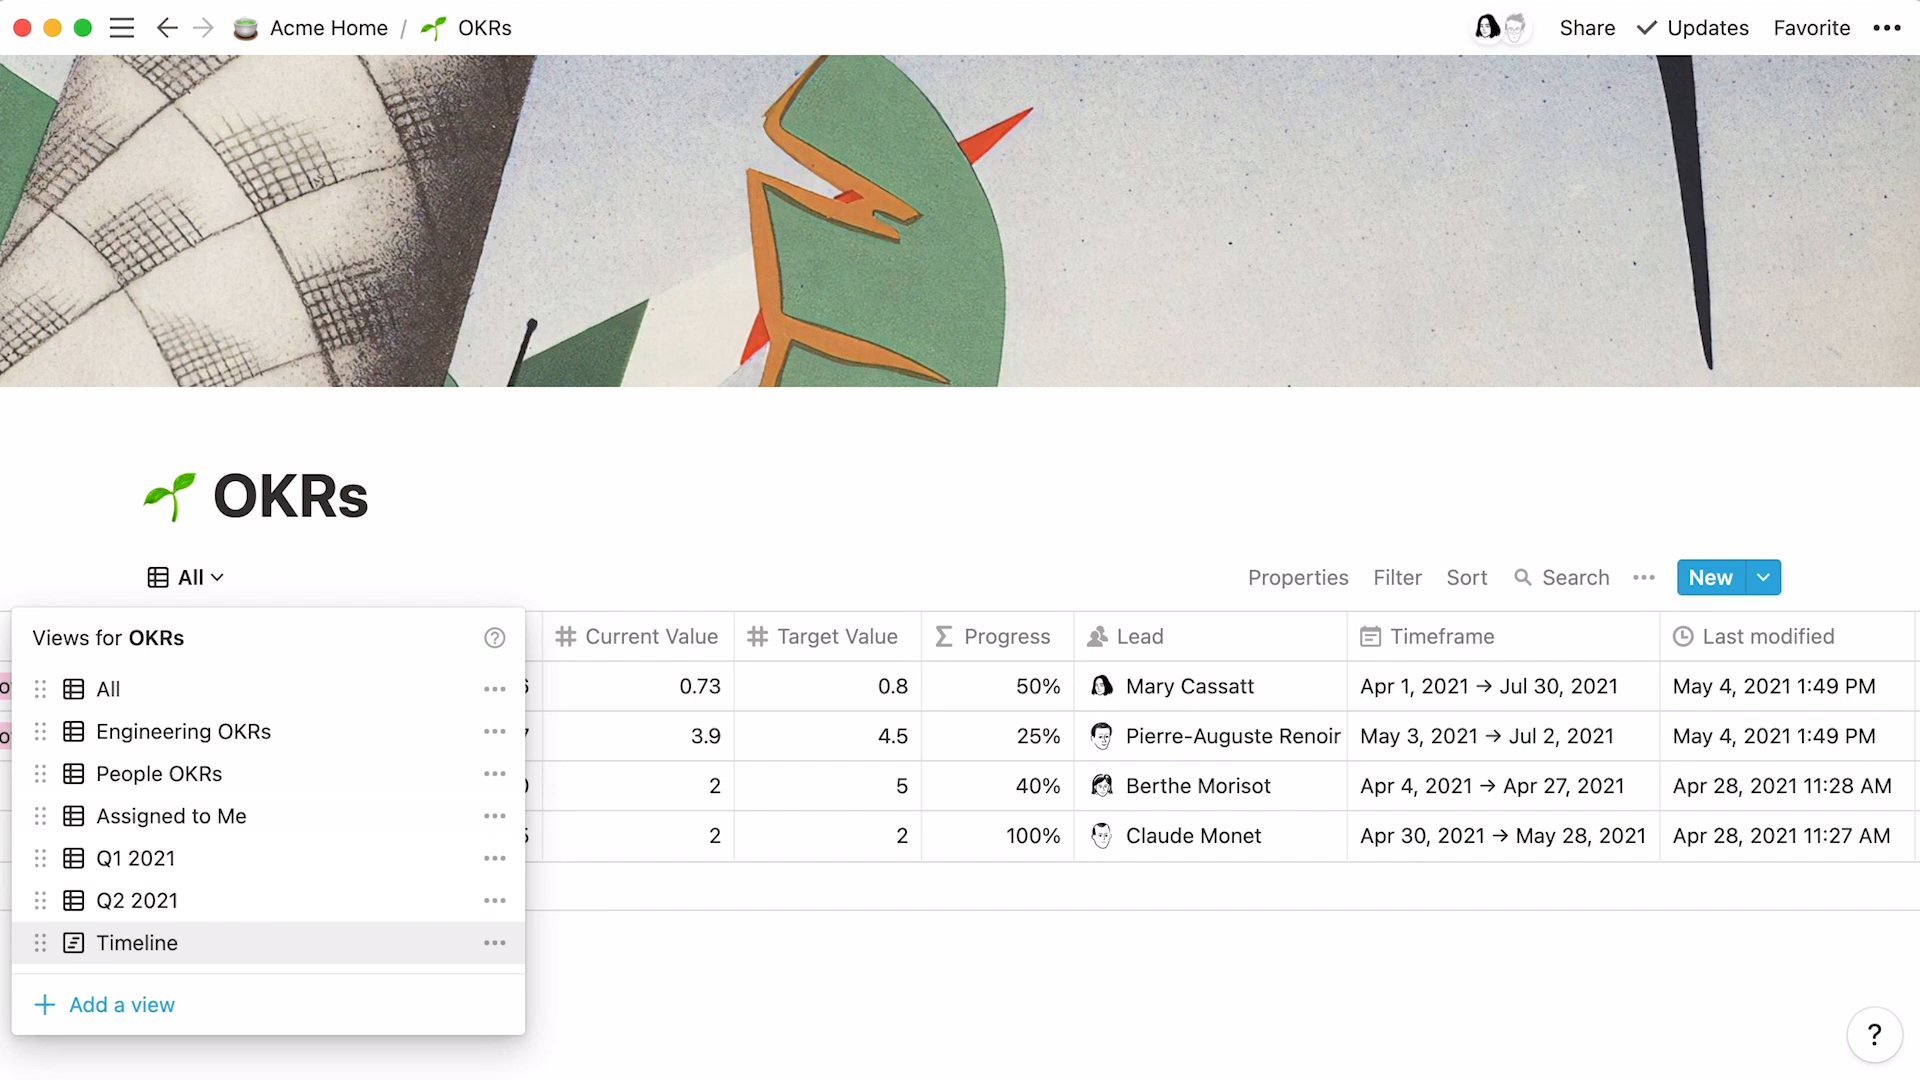 Acme Home / OKRs
Share Updates Favorite
OKRs
All
Properties Filter Sort Search New
Views for OKRs
All
Engineering OKRs
People OKRs
Assigned to Me
Q1 2021
Q2 2021
Timeline
Add a view
Current Value Target Value Progress Lead Timeframe Last modified
0.73 0.8 50% Mary Cassatt Apr 1, 2021 → Jul 30, 2021 May 4, 2021 1:49 PM
3.9 4.5 25% Pierre-Auguste Renoir May 3, 2021 → Jul 2, 2021 May 4, 2021 1:49 PM
2 5 40% Berthe Morisot Apr 4, 2021 → Apr 27, 2021 Apr 28, 2021 11:28 AM
2 2 100% Claude Monet Apr 30, 2021 → May 28, 2021 Apr 28, 2021 11:27 AM
?